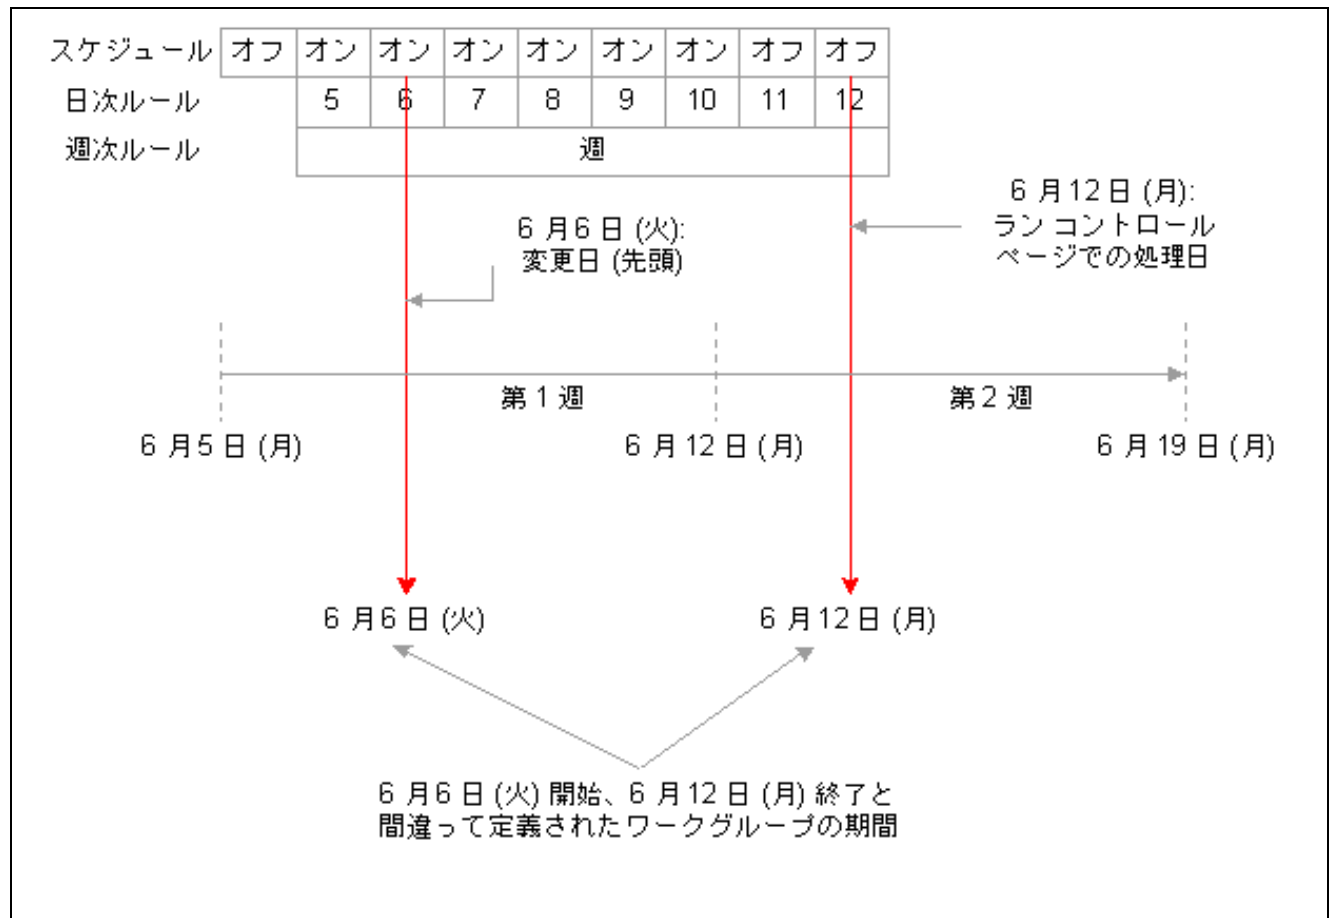 スケジュール オフ オン オン オン オン オン オン オフ オフ
日次ルール 5 6 7 8 9 10 11 12
週次ルール 週
6 月12日 (月):
ラン コントロール
ページでの処理日
6 月6 日 (火):
変更日 (先頭)
第 1 週 第 2 週
6 月5 日 (月) 6 月 12 日 (月) 6 月 19 日 (月)
6 月6 日 (火) 6 月12日 (月)
6 月6 日 (火) 開始、6 月 12 日 (月) 終了と
間違って定義されたワークグループの期間